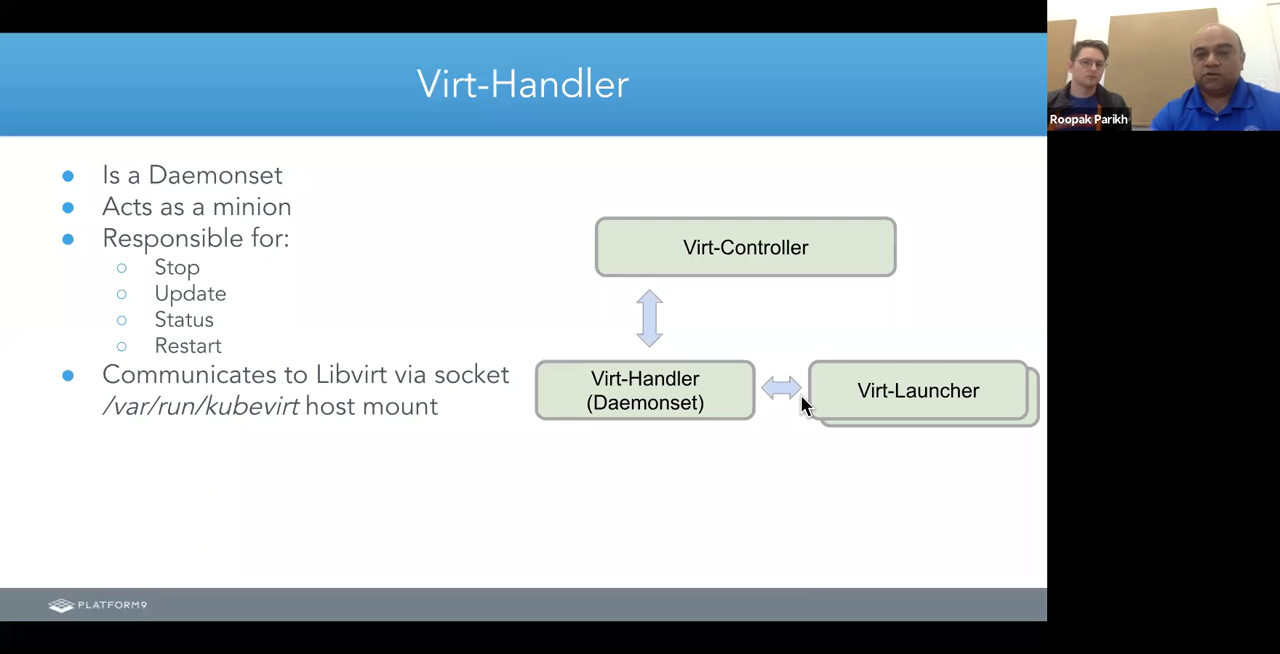 Virt-Handler
Is a Daemonset
Acts as a minion
Responsible for:
Stop
Update
Status
Restart
Communicates to Libvirt via socket
/var/run/kubevirt host mount
Virt-Controller
Virt-Handler
(Daemonset)
Virt-Launcher
PLATFORM9
Roopak Parikh